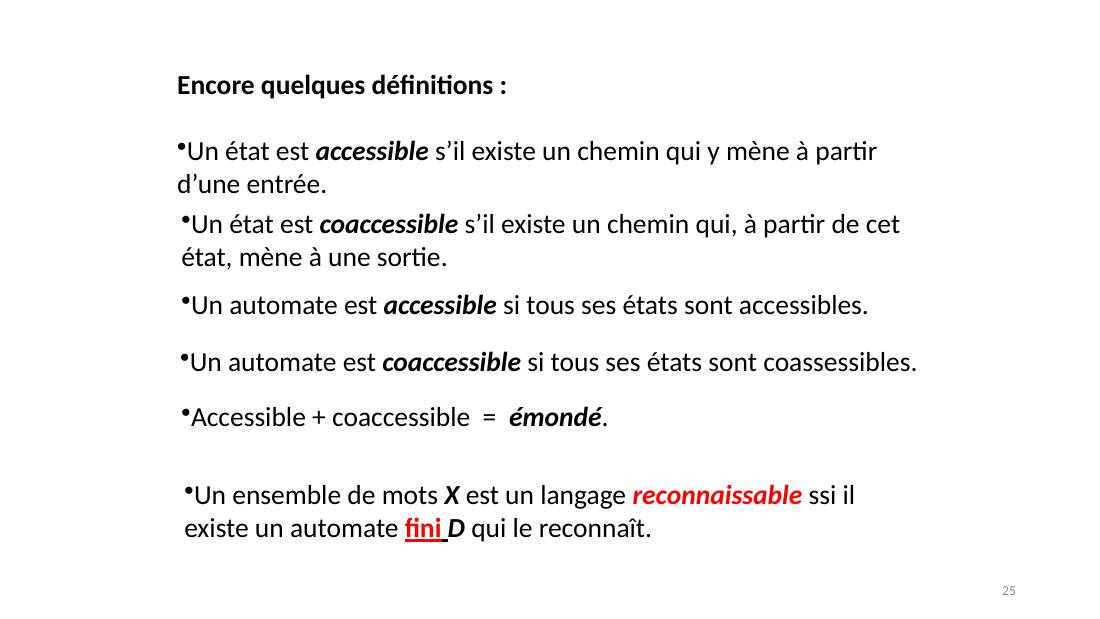 Encore quelques définitions :
•Un état est accessible s’il existe un chemin qui y mène à partir
d’une entrée.
•Un état est coaccessible s’il existe un chemin qui, à partir de cet
état, mène à une sortie.
•Un automate est accessible si tous ses états sont accessibles.
•Un automate est coaccessible si tous ses états sont coassessibles.
•Accessible + coaccessible = émondé.
•Un ensemble de mots X est un langage reconnaissable ssi il
existe un automate fini D qui le reconnaît.
25